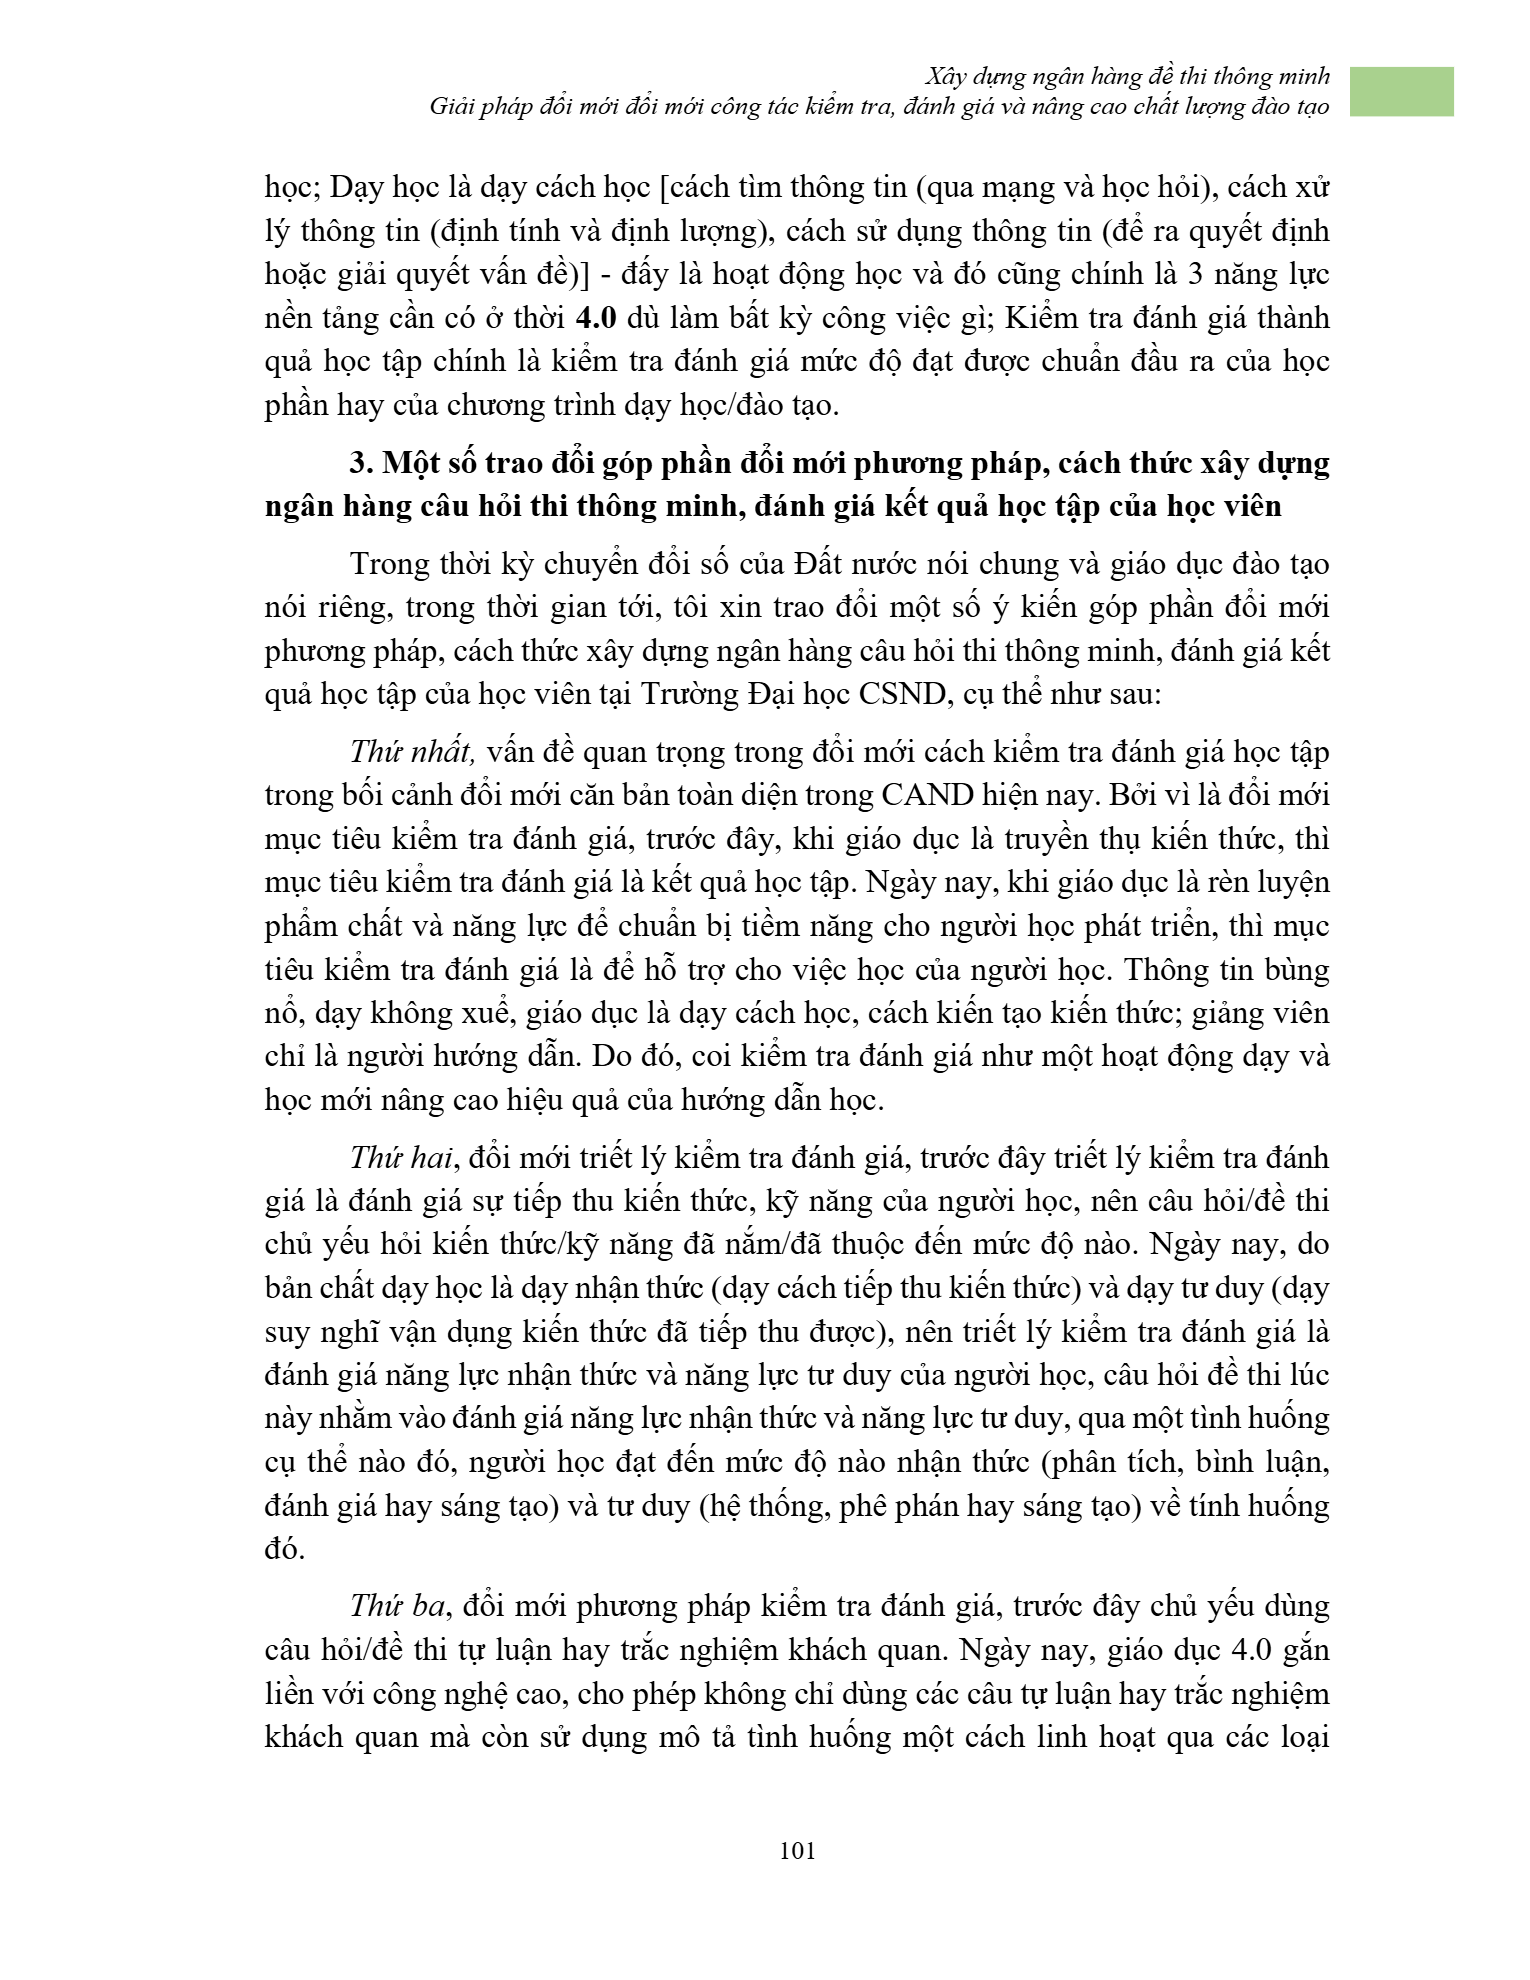 Xây dựng ngân hàng đề thi thông minh
Giải pháp đổi mới đổi mới công tác kiểm tra, đánh giá và nâng cao chất lượng đào tạo
học; Dạy học là dạy cách học [cách tìm thông tin (qua mạng và học hỏi), cách xử
lý thông tin (định tính và định lượng), cách sử dụng thông tin (để ra quyết định
hoặc giải quyết vấn đề)] - đấy là hoạt động học và đó cũng chính là 3 năng lực
nền tảng cần có ở thời 4.0 dù làm bất kỳ công việc gì; Kiểm tra đánh giá thành
quả học tập chính là kiểm tra đánh giá mức độ đạt được chuẩn đầu ra của học
phần hay của chương trình dạy học/đào tạo.
3. Một số trao đổi góp phần đổi mới phương pháp, cách thức xây dựng
ngân hàng câu hỏi thi thông minh, đánh giá kết quả học tập của học viên
Trong thời kỳ chuyển đổi số của Đất nước nói chung và giáo dục đào tạo
nói riêng, trong thời gian tới, tôi xin trao đổi một số ý kiến góp phần đổi mới
phương pháp, cách thức xây dựng ngân hàng câu hỏi thi thông minh, đánh giá kết
quả học tập của học viên tại Trường Đại học CSND, cụ thể như sau:
Thứ nhất, vấn đề quan trọng trong đổi mới cách kiểm tra đánh giá học tập
trong bối cảnh đổi mới căn bản toàn diện trong CAND hiện nay. Bởi vì là đổi mới
mục tiêu kiểm tra đánh giá, trước đây, khi giáo dục là truyền thụ kiến thức, thì
mục tiêu kiểm tra đánh giá là kết quả học tập. Ngày nay, khi giáo dục là rèn luyện
phẩm chất và năng lực để chuẩn bị tiềm năng cho người học phát triển, thì mục
tiêu kiểm tra đánh giá là để hỗ trợ cho việc học của người học. Thông tin bùng
nổ, dạy không xuể, giáo dục là dạy cách học, cách kiến tạo kiến thức; giảng viên
chỉ là người hướng dẫn. Do đó, coi kiểm tra đánh giá như một hoạt động dạy và
học mới nâng cao hiệu quả của hướng dẫn học.
Thứ hai, đổi mới triết lý kiểm tra đánh giá, trước đây triết lý kiểm tra đánh
giá là đánh giá sự tiếp thu kiến thức, kỹ năng của người học, nên câu hỏi/đề thi
chủ yếu hỏi kiến thức/kỹ năng đã nắm/đã thuộc đến mức độ nào. Ngày nay, do
bản chất dạy học là dạy nhận thức (dạy cách tiếp thu kiến thức) và dạy tư duy (dạy
suy nghĩ vận dụng kiến thức đã tiếp thu được), nên triết lý kiểm tra đánh giá là
đánh giá năng lực nhận thức và năng lực tư duy của người học, câu hỏi đề thi lúc
này nhằm vào đánh giá năng lực nhận thức và năng lực tư duy, qua một tình huống
cụ thể nào đó, người học đạt đến mức độ nào nhận thức (phân tích, bình luận,
đánh giá hay sáng tạo) và tư duy (hệ thống, phê phán hay sáng tạo) về tính huống
đó.
Thứ ba, đổi mới phương pháp kiểm tra đánh giá, trước đây chủ yếu dùng
câu hỏi/đề thi tự luận hay trắc nghiệm khách quan. Ngày nay, giáo dục 4.0 gắn
liền với công nghệ cao, cho phép không chỉ dùng các câu tự luận hay trắc nghiệm
khách quan mà còn sử dụng mô tả tình huống một cách linh hoạt qua các loại
101